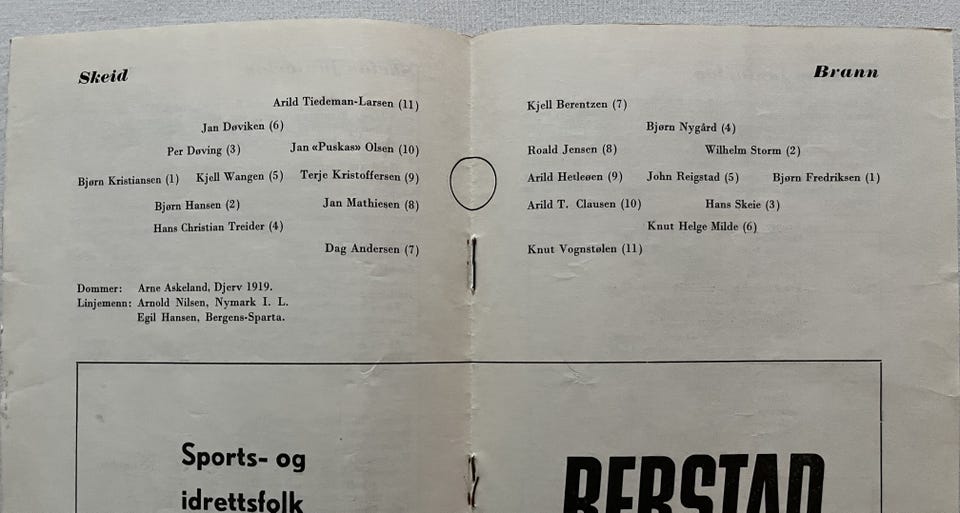 Skeid
Arild Tiedeman-Larsen (11)
Jan Døviken (6)
Per Døving (3)
Jan «Puskas» Olsen (10)
Bjørn Kristiansen (1)
Kjell Wangen (5)
Terje Kristoffersen (9)
Bjørn Hansen (2)
Jan Mathiesen (8)
Hans Christian Treider (4)
Dag Andersen (7)
Dommer: Arne Askeland, Djerv 1919.
Linjemenn: Arnold Nilsen, Nymark I. L.
Egil Hansen, Bergens-Sparta.
Sports- og
idrettsfolk
Brann
Kjell Berentzen (7)
Bjørn Nygård (4)
Roald Jensen (8)
Wilhelm Storm (2)
Arild Hetleøen (9)
John Reigstad (5)
Bjørn Fredriksen (1)
Arild T. Clausen (10)
Hans Skeie (3)
Knut Helge Milde (6)
Knut Vognstølen (11)
BERSTAD